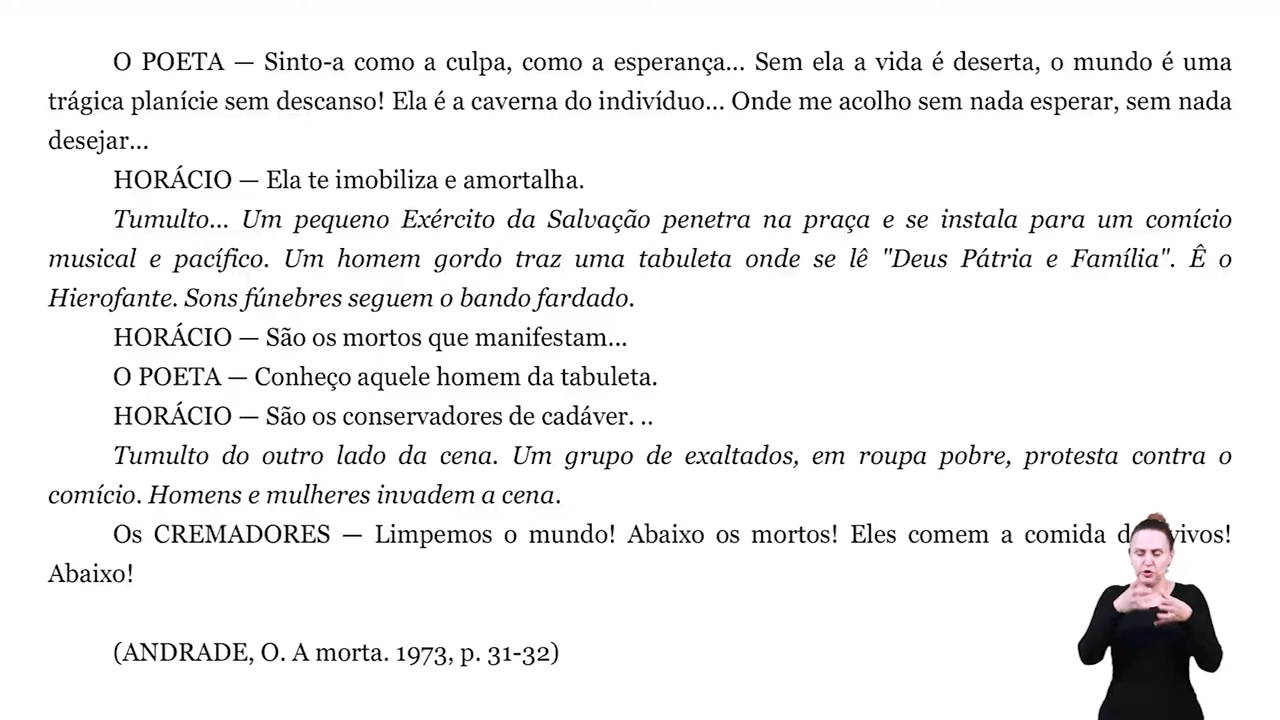 O POETA — Sinto-a como a culpa, como a esperança... Sem ela a vida é deserta, o mundo é uma
trágica planície sem descanso! Ela é a caverna do indivíduo... Onde me acolho sem nada esperar, sem nada
desejar...
HORÁCIO — Ela te imobiliza e amortalha.
Tumulto... Um pequeno Exército da Salvação penetra na praça e se instala para um comício
musical e pacífico. Um homem gordo traz uma tabuleta onde se lê "Deus Pátria e Família". Ê o
Hierofante. Sons fúnebres seguem o bando fardado.
HORÁCIO — São os mortos que manifestam...
O POETA — Conheço aquele homem da tabuleta.
HORÁCIO — São os conservadores de cadáver. ..
Tumulto do outro lado da cena. Um grupo de exaltados, em roupa pobre, protesta contra o
comício. Homens e mulheres invadem a cena.
Os CREMADORES — Limpemos o mundo! Abaixo os mortos! Eles comem a comida vivos!
Abaixo!
(ANDRADE, O. A morta. 1973, p. 31-32)